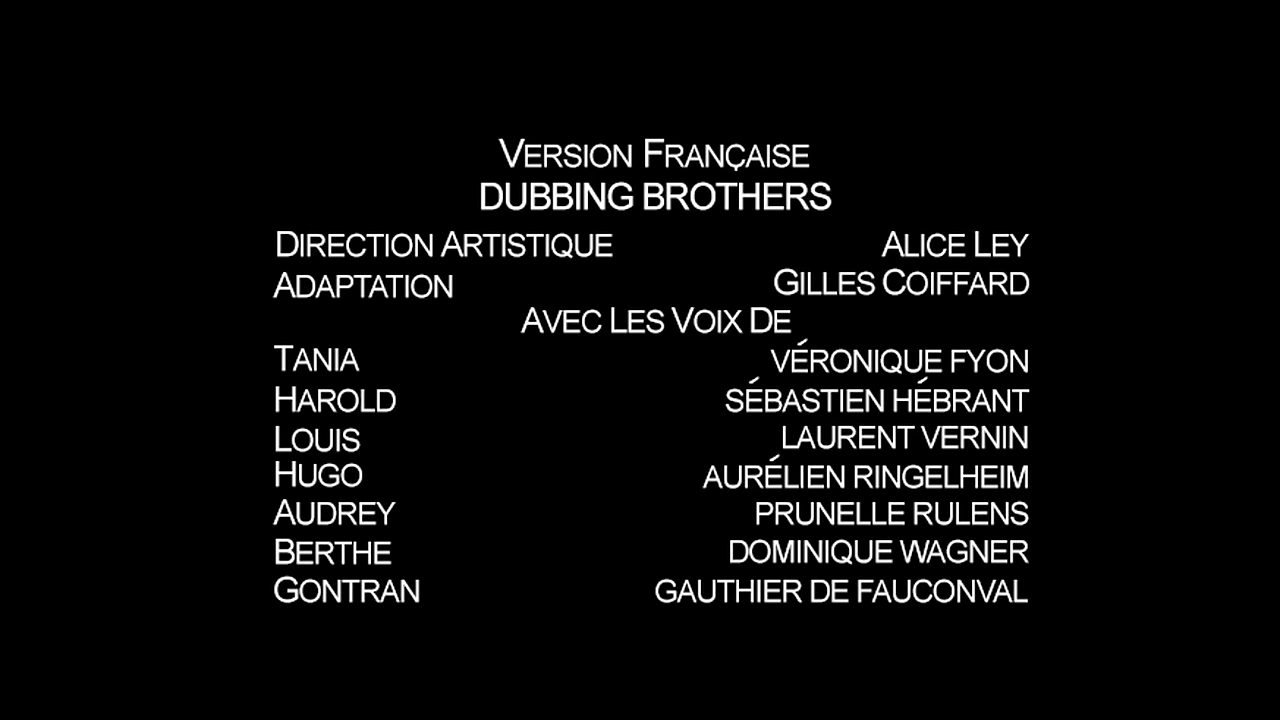 Version Française
DUBBING BROTHERS
Direction Artistique Alice Ley
Adaptation Gilles Coiffard
Avec Les Voix De
Tania VÉRONIQUE FYON
Harold SÉBASTIEN HÉBRANT
Louis LAURENT VERNIN
Hugo AURÉLIEN RINGELHEIM
Audrey PRUNELLE RULENS
Berthe DOMINIQUE WAGNER
Gontran GAUTHIER DE FAUCONVAL